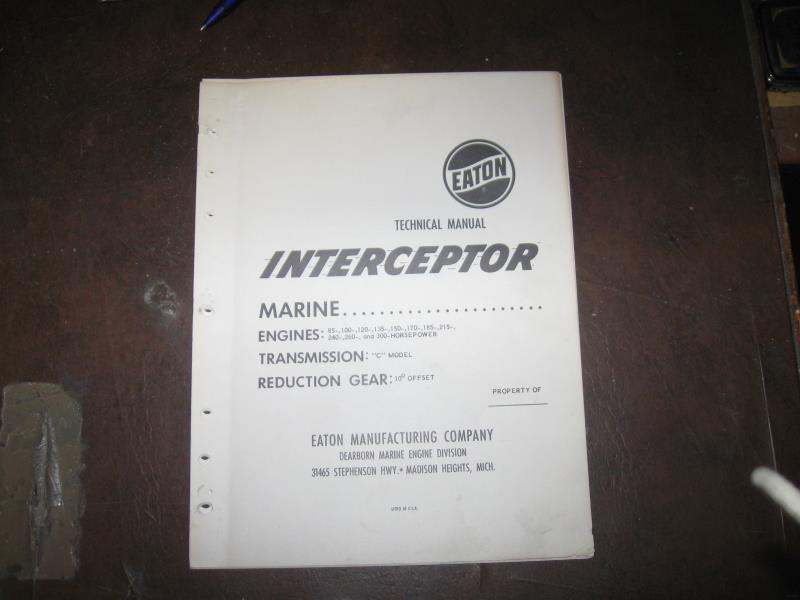 EATON
TECHNICAL MANUAL
INTERCEPTOR
MARINE......................
ENGINES: 85-,100-,120-,135-,150-,170-,185-,215-,
240-,260-, and 300-HORSEPOWER
TRANSMISSION: "C" MODEL
REDUCTION GEAR: 10° OFFSET
PROPERTY OF
EATON MANUFACTURING COMPANY
DEARBORN MARINE ENGINE DIVISION
31465 STEPHENSON HWY.• MADISON HEIGHTS, MICH.